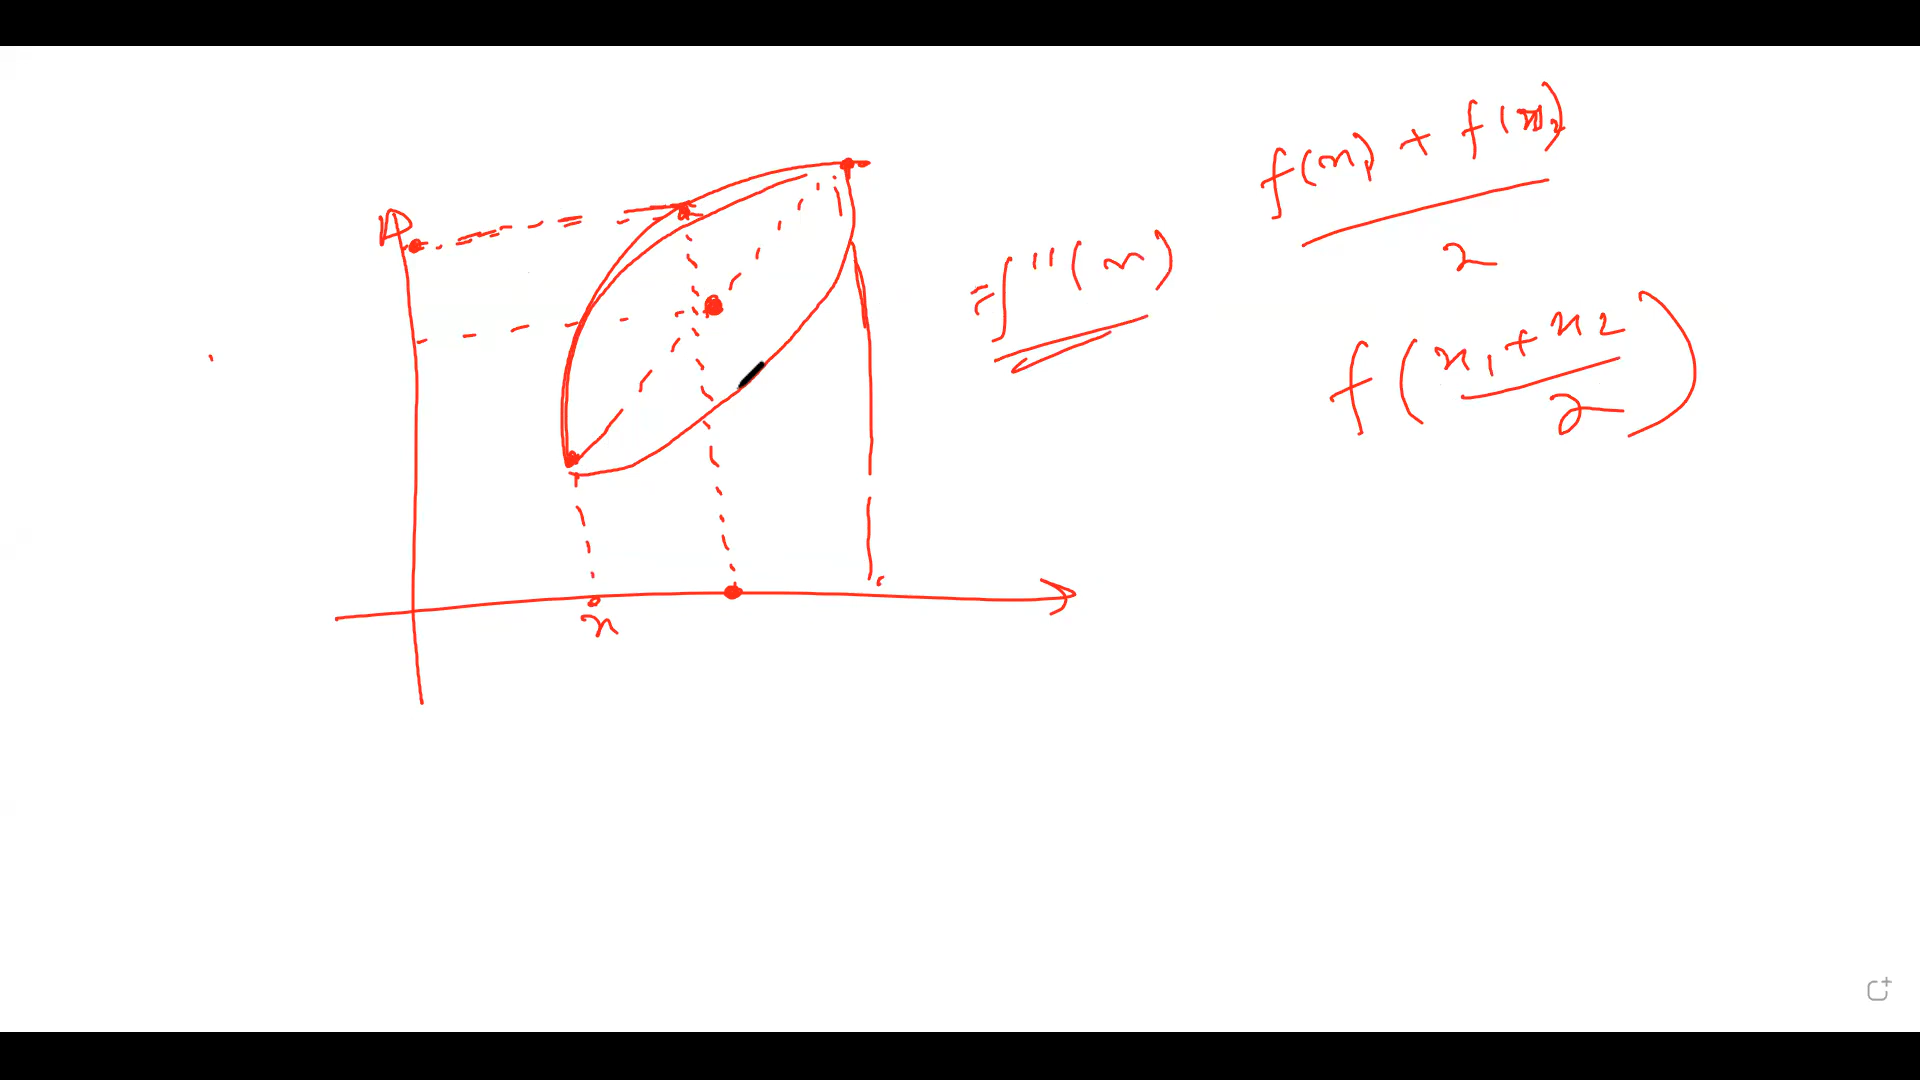 f(x₁) + f(x₂)
2
= f''(x)
f(x₁+x₂
2)
x